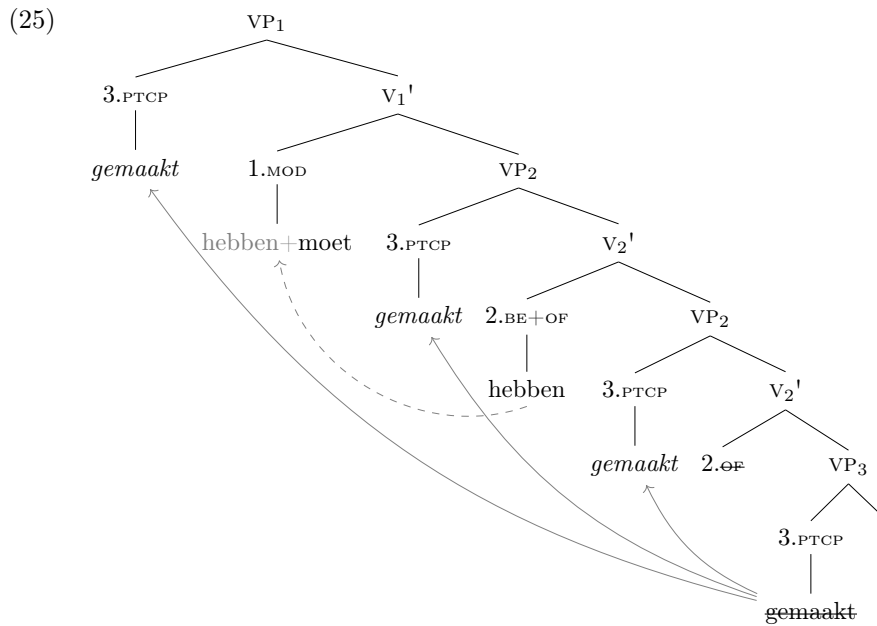 (25) VP₁
3.PTCP V₁'
gemaakt 1.MOD VP₂
hebben+moet 3.PTCP V₂'
gemaakt 2.BE+OF VP₂
hebben 3.PTCP V₂'
gemaakt 2.OF VP₃
3.PTCP
gemaakt